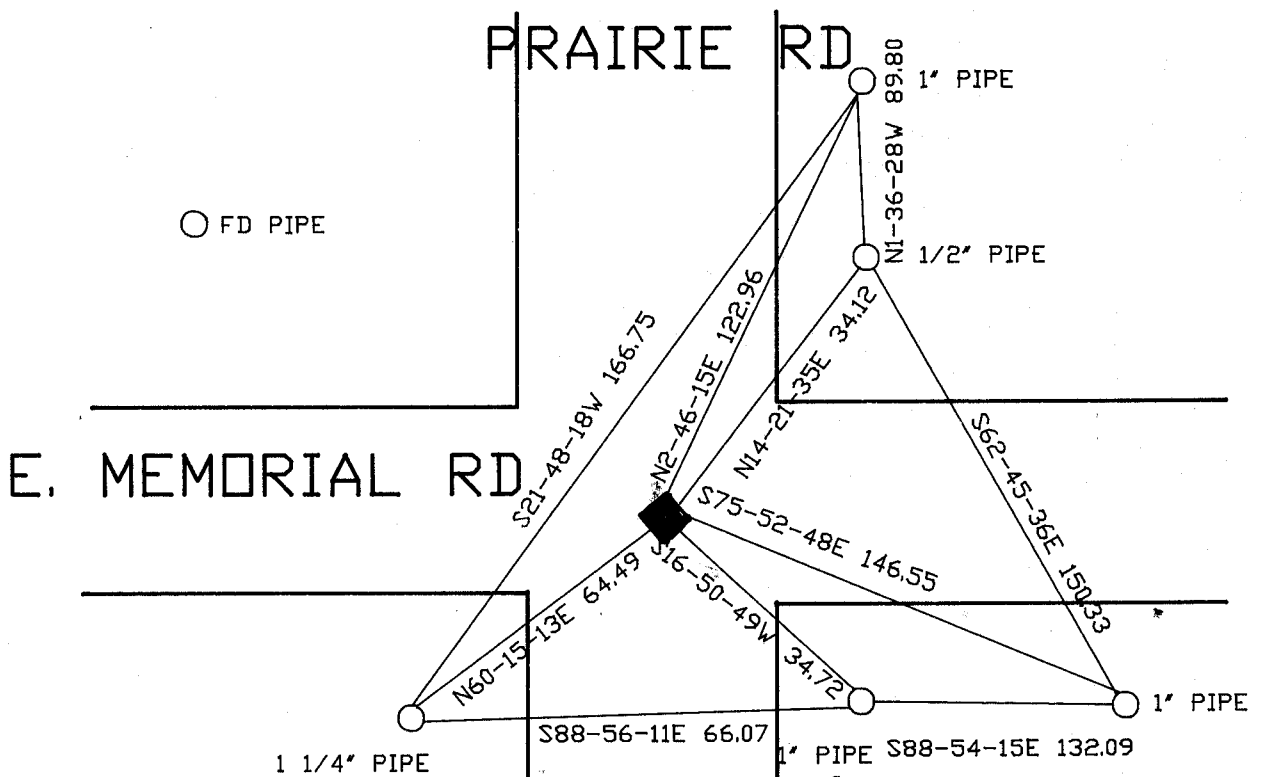 PRAIRIE RD
1" PIPE
N1-36-28W 89.80
FD PIPE
1/2" PIPE
S21-48-18W 166.75
N2-46-15E 122.96
N14-21-35E 34.12
E. MEMORIAL RD
S62-45-36E 150.33
S75-52-48E 146.55
S16-50-49W 34.72
N60-15-13E 64.49
1" PIPE
S88-56-11E 66.07
1" PIPE
S88-54-15E 132.09
1 1/4" PIPE